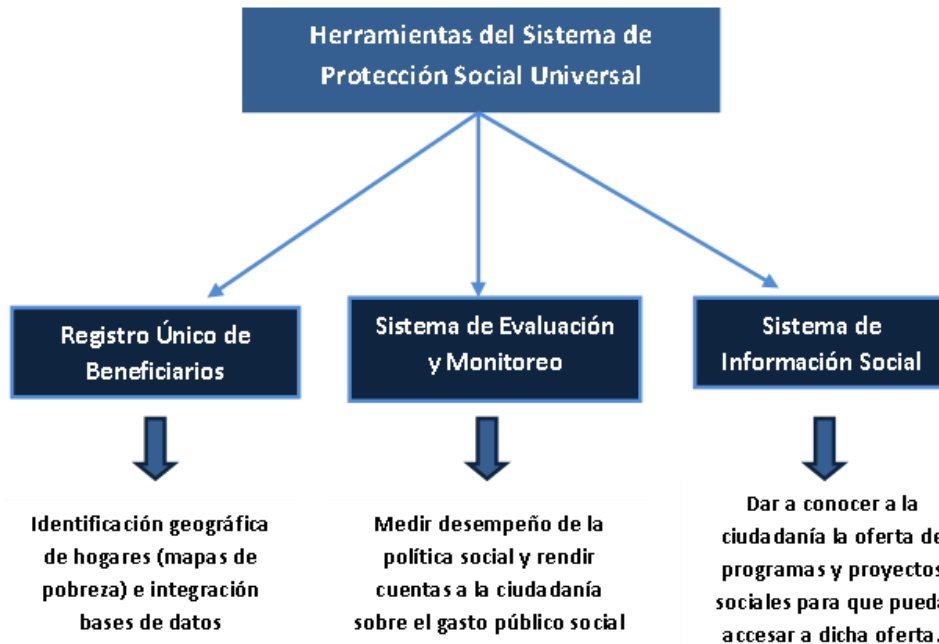 Herramientas del Sistema de
Protección Social Universal
Registro Único de
Beneficiarios
Sistema de Evaluación
y Monitoreo
Sistema de
Información Social
Identificación geográfica
de hogares (mapas de
pobreza) e integración
bases de datos
Medir desempeño de la
política social y rendir
cuentas a la ciudadanía
sobre el gasto público social
Dar a conocer a la
ciudadanía la oferta de
programas y proyectos
sociales para que pueda
accesar a dicha oferta.